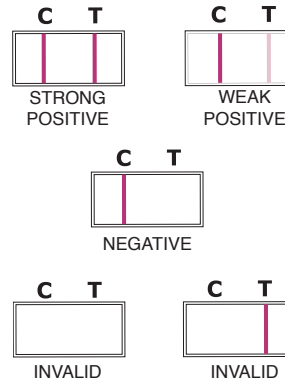 C T C T
STRONG POSITIVE WEAK POSITIVE
C T
NEGATIVE
C T C T
INVALID INVALID